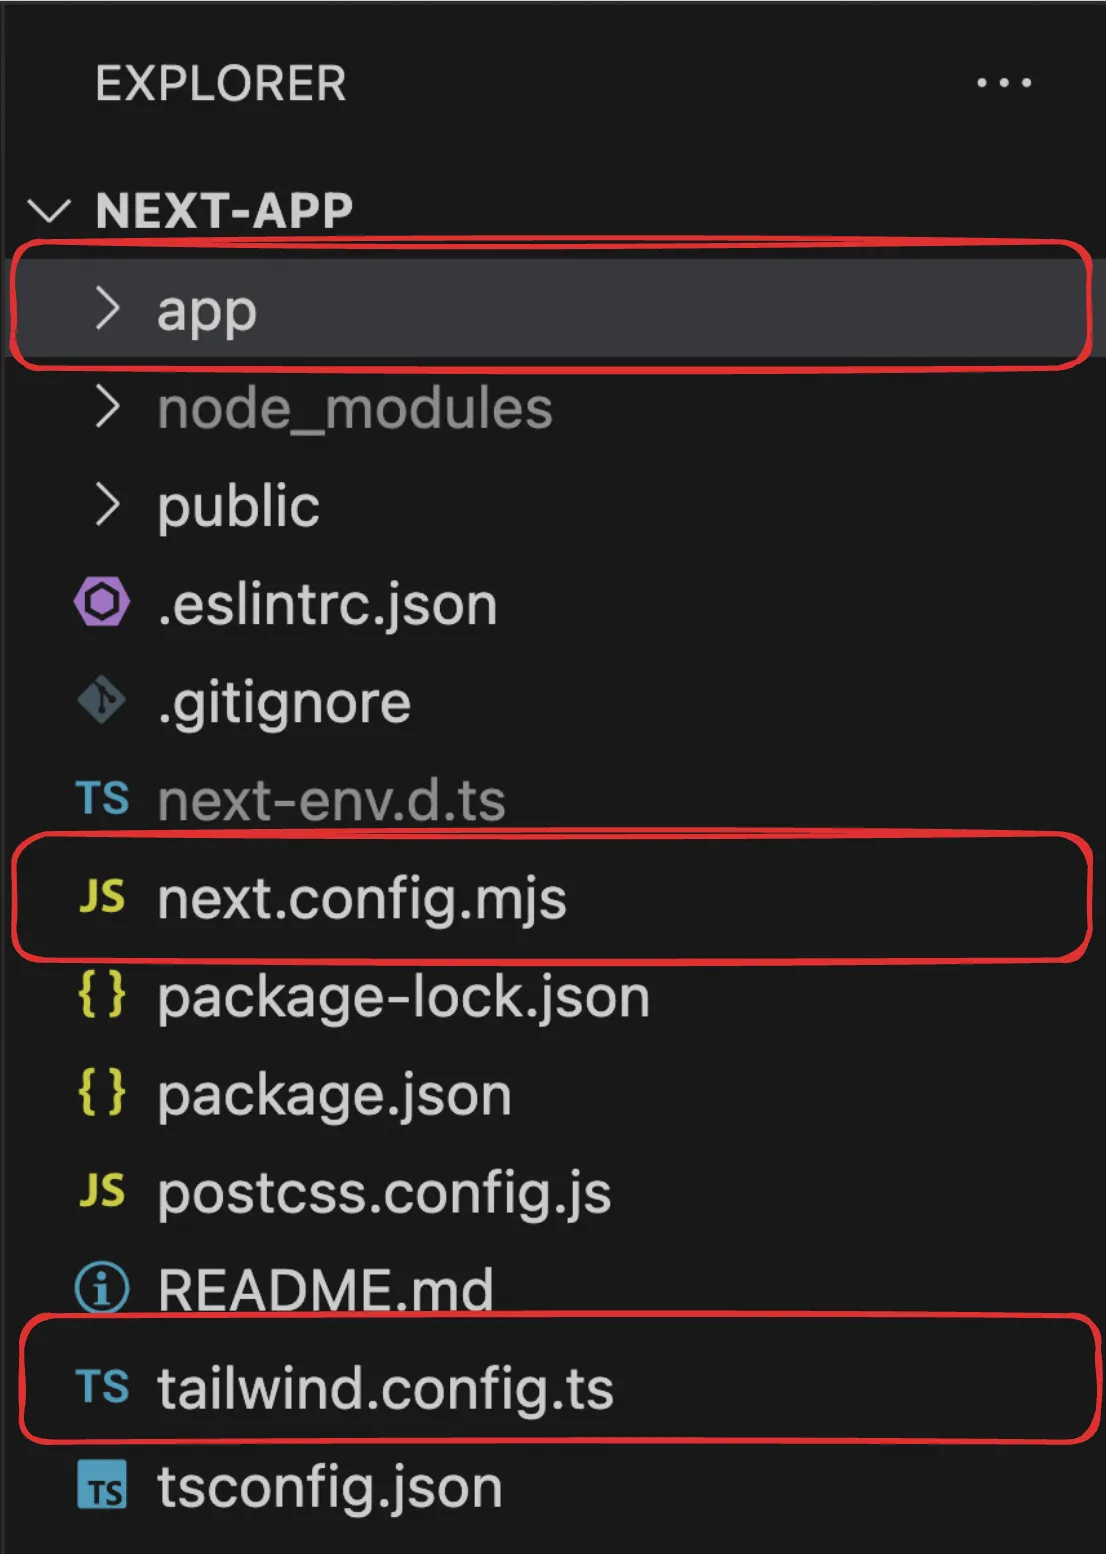 EXPLORER
NEXT-APP
app
node_modules
public
.eslintrc.json
.gitignore
TS next-env.d.ts
JS next.config.mjs
{} package-lock.json
{} package.json
JS postcss.config.js
README.md
TS tailwind.config.ts
TS tsconfig.json